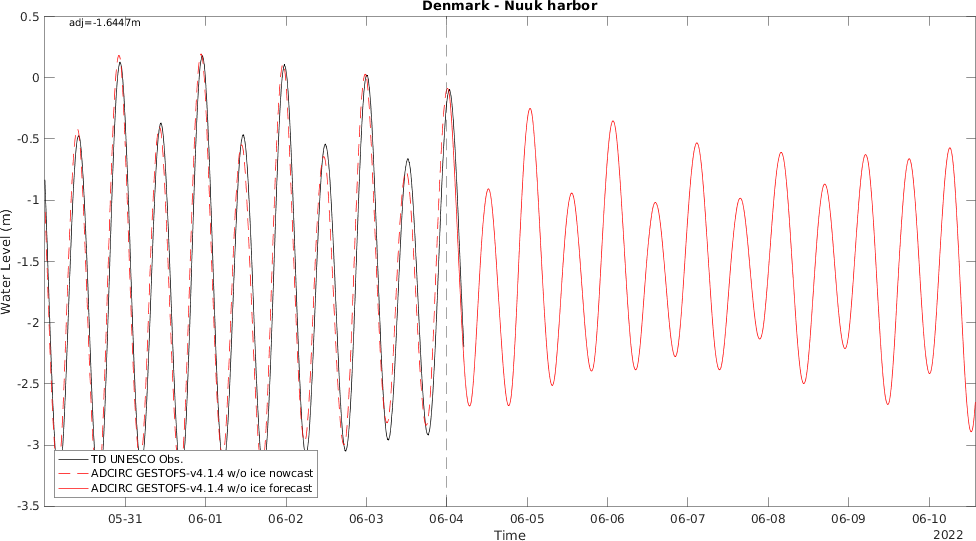 Denmark - Nuuk harbor
adj=-1.6447m
0.5
0
-0.5
-1
-1.5
-2
-2.5
-3
-3.5
Water Level (m)
TD UNESCO Obs.
ADCIRC GESTOFS-v4.1.4 w/o ice nowcast
ADCIRC GESTOFS-v4.1.4 w/o ice forecast
05-31 06-01 06-02 06-03 06-04 06-05 06-06 06-07 06-08 06-09 06-10
Time
2022